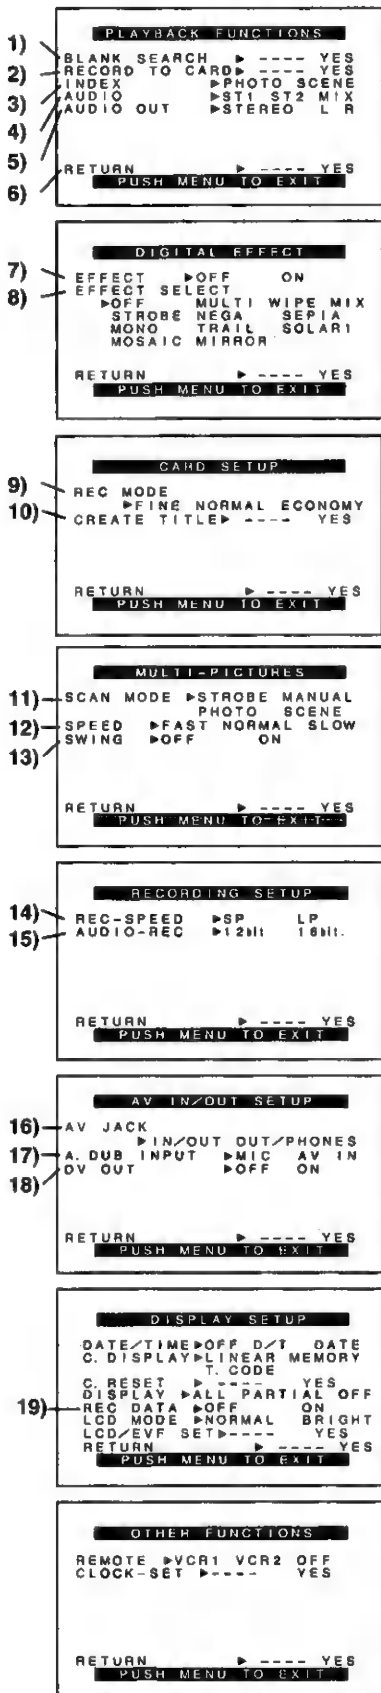 PLAYBACK FUNCTIONS
1) BLANK SEARCH ▶ ---- YES
2) RECORD TO CARD▶ ---- YES
3) INDEX ▶PHOTO SCENE
4) AUDIO ▶ST1 ST2 MIX
5) AUDIO OUT ▶STEREO L R
6) RETURN ▶ ---- YES
PUSH MENU TO EXIT
DIGITAL EFFECT
7) EFFECT ▶OFF ON
8) EFFECT SELECT
▶OFF MULTI WIPE MIX
STROBE NEGA SEPIA
MONO TRAIL SOLARI
MOSAIC MIRROR
RETURN ▶ ---- YES
PUSH MENU TO EXIT
CARD SETUP
9) REC MODE
▶FINE NORMAL ECONOMY
10) CREATE TITLE▶ ---- YES
RETURN ▶ ---- YES
PUSH MENU TO EXIT
MULTI-PICTURES
11) SCAN MODE ▶STROBE MANUAL
PHOTO SCENE
12) SPEED ▶FAST NORMAL SLOW
13) SWING ▶OFF ON
RETURN ▶ ---- YES
PUSH MENU TO EXIT
RECORDING SETUP
14) REC-SPEED ▶SP LP
15) AUDIO-REC ▶12bit 16bit.
RETURN ▶ ---- YES
PUSH MENU TO EXIT
AV IN/OUT SETUP
16) AV JACK
▶IN/OUT OUT/PHONES
17) A. DUB INPUT ▶MIC AV IN
18) DV OUT ▶OFF ON
RETURN ▶ ---- YES
PUSH MENU TO EXIT
DISPLAY SETUP
DATE/TIME▶OFF D/T DATE
C. DISPLAY▶LINEAR MEMORY
T. CODE
C. RESET ▶ ---- YES
DISPLAY ▶ALL PARTIAL OFF
19) REC DATA ▶OFF ON
LCD MODE ▶NORMAL BRIGHT
LCD/EVF SET▶---- YES
RETURN ▶ ---- YES
PUSH MENU TO EXIT
OTHER FUNCTIONS
REMOTE ▶VCR1 VCR2 OFF
CLOCK-SET ▶---- YES
RETURN ▶ ---- YES
PUSH MENU TO EXIT